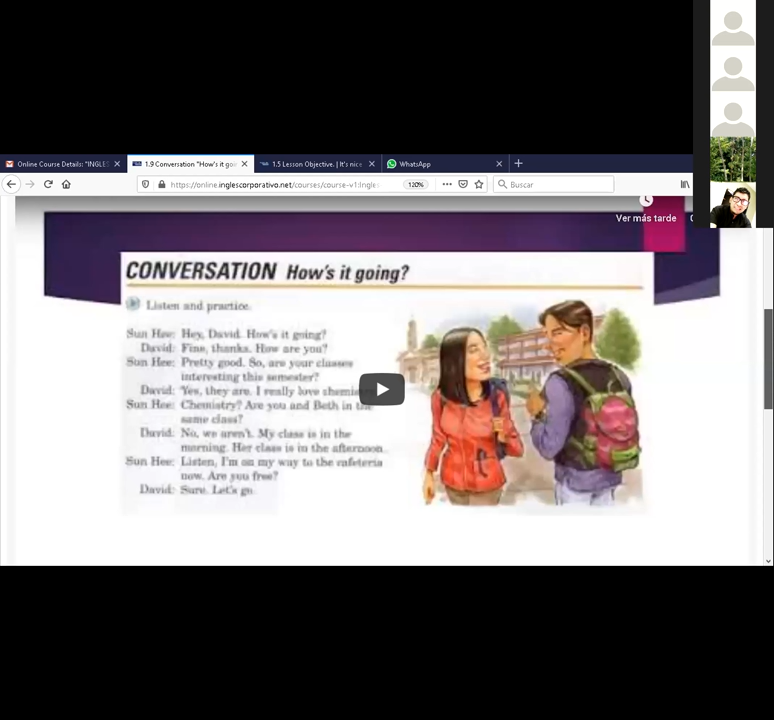 Online Course Details: "INGLES
1.9 Conversation "How's it goi
1.5 Lesson Objective. | It's nice
WhatsApp
https://online.inglescorporativo.net/courses/course-v1:Ingle
120%
Buscar
Ver más tarde
CONVERSATION How's it going?
Listen and practice.
Sun Hee: Hey, David. How's it going?
David: Fine, thanks. How are you?
Sun Hee: Pretty good. So, are your classes
interesting this semester?
David: Yes, they are. I really love
Sun Hee: Chemistry? Are you and Beth in the
same class?
David: No, we aren't. My class is in the
morning. Her class is in the afternoon.
Sun Hee: Listen, I'm on my way to the cafeteria
now. Are you free?
David: Sure. Let's go.